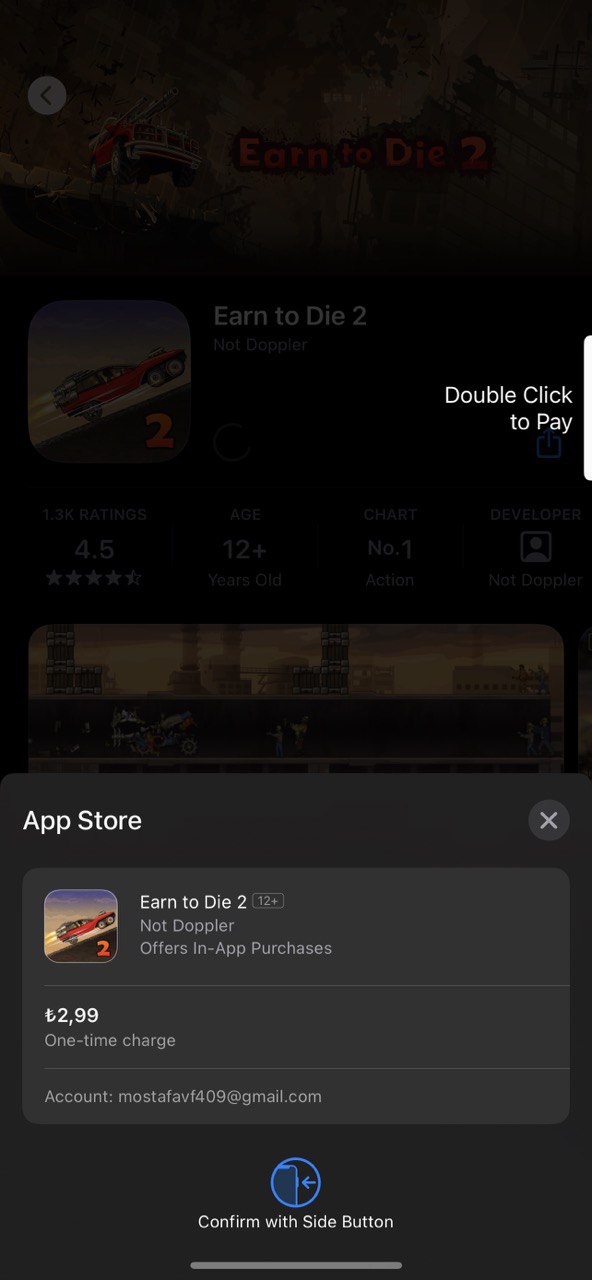 Earn to Die 2
Earn to Die 2
Not Doppler
Double Click
to Pay
2
1.3K RATINGS
AGE
CHART
DEVELOPER
4.5
12+
No.1
Years Old
Action
Not Doppler
App Store
Earn to Die 2 12+
Not Doppler
Offers In-App Purchases
2
₺2,99
One-time charge
Account: mostafavf409@gmail.com
Confirm with Side Button